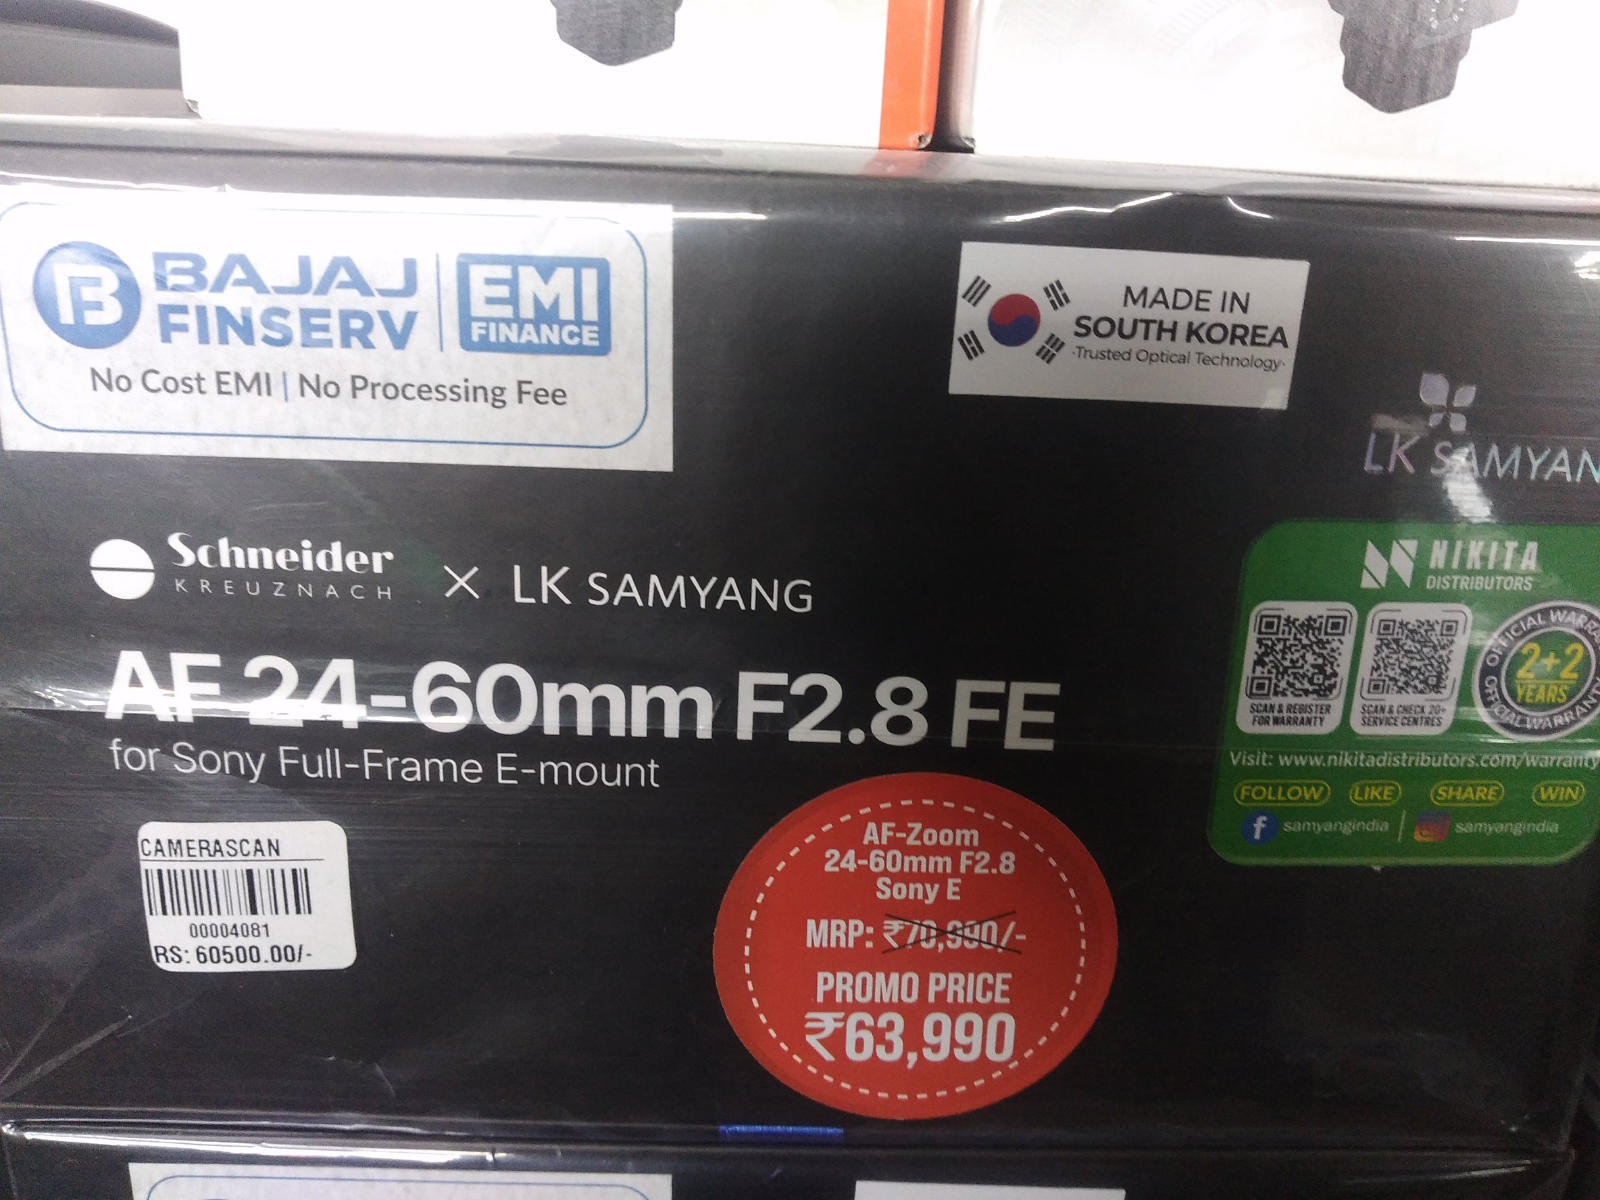 BAJAJ
FINSERV
EMI
FINANCE
No Cost EMI | No Processing Fee
MADE IN
SOUTH KOREA
·Trusted Optical Technology·
LK SAMYAN
Schneider
KREUZNACH
X LK SAMYANG
AF 24-60mm F2.8 FE
for Sony Full-Frame E-mount
NIKITA
DISTRIBUTORS
SCAN & REGISTER
FOR WARRANTY
SCAN & CHECK 20+
SERVICE CENTRES
OFFICIAL WARRA
2+2
YEARS
OFFICIAL WARRANTY
Visit: www.nikitadistributors.com/warranty
FOLLOW LIKE SHARE WIN
samyangindia | samyangindia
CAMERASCAN
00004081
RS: 60500.00/-
AF-Zoom
24-60mm F2.8
Sony E
MRP: ₹70,990/-
PROMO PRICE
₹63,990